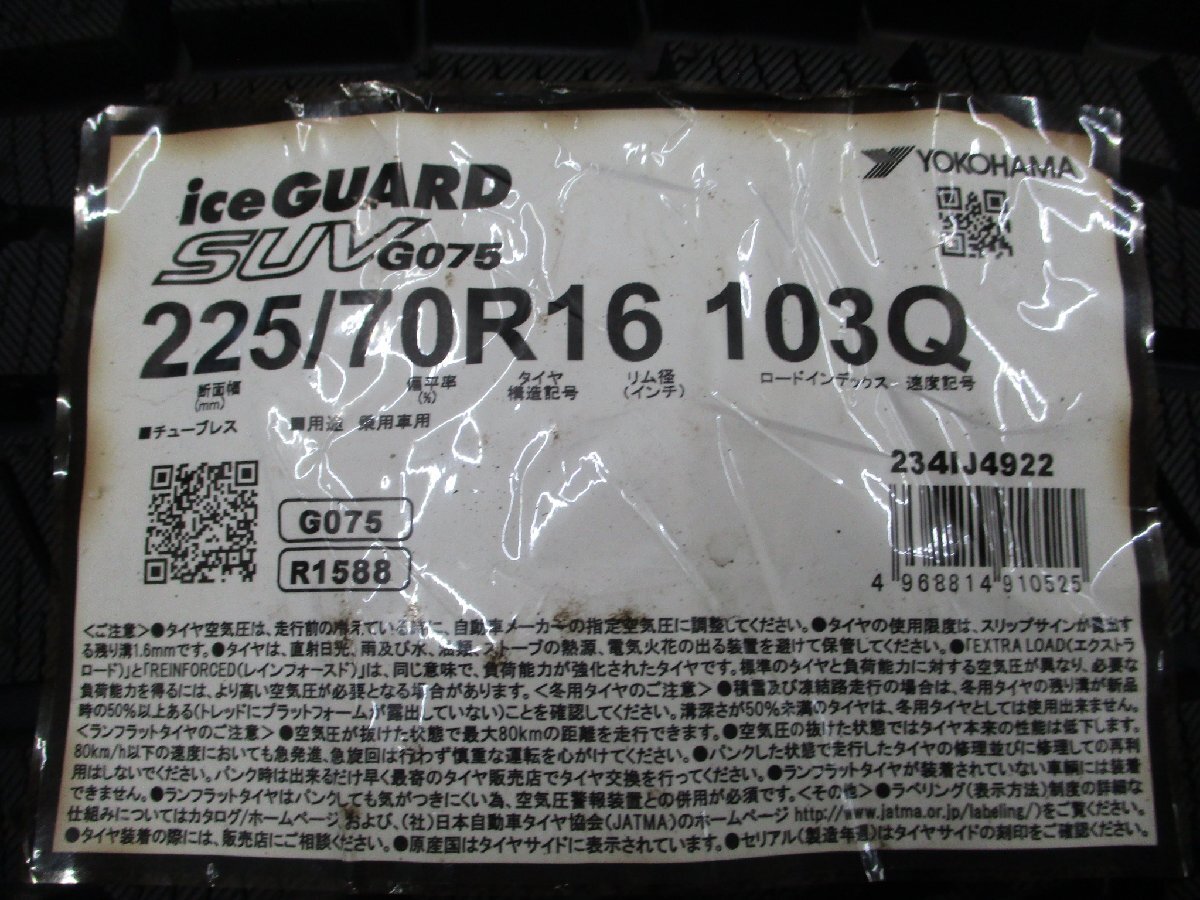 iceGUARD
YOKOHAMA
SUV G075
225/70R16 103Q
断面幅 (mm)
偏平率 (%)
タイヤ 構造記号
リム径 (インチ)
ロードインデックス 速度記号
■チューブレス ■用途 乗用車用
234IJ4922
G075
R1588
4 968814 910525
<ご注意>●タイヤ空気圧は、走行前の冷えている時に、自動車メーカーの指定空気圧に調整してください。●タイヤの使用限度は、スリップサインが露出す
る残り溝1.6mmです。●タイヤは、直射日光、雨及び水、油類、ストーブの熱源、電気火花の出る装置を避けて保管してください。●「EXTRA LOAD(エクストラ
ロード)」と「REINFORCED(レインフォースド)」は、同じ意味で、負荷能力が強化されたタイヤです。標準のタイヤと負荷能力に対する空気圧が異なり、必要な
負荷能力を得るには、より高い空気圧が必要となる場合があります。<冬用タイヤのご注意>●積雪及び凍結路走行の場合は、冬用タイヤの残り溝が新品
時の50%以上ある(トレッドにプラットフォームが露出していない)ことを確認してください。溝深さが50%未満のタイヤは、冬用タイヤとしては使用出来ません。
<ランフラットタイヤのご注意>●空気圧が抜けた状態で最大80kmの距離を走行できます。●空気圧の抜けた状態ではタイヤ本来の性能は低下します。
80km/h以下の速度においても急発進、急旋回は行わず慎重な運転を心がけてください。●パンクした状態で走行したタイヤの修理並びに修理しての再利
用はしないでください。パンク時は出来るだけ早く最寄のタイヤ販売店でタイヤ交換を行ってください。●ランフラットタイヤが装着されていない車輌には装着
できません。●ランフラットタイヤはパンクしても気がつきにくい為、空気圧警報装置との併用が必須です。<その他>●ラベリング(表示方法)制度の詳細な
仕組みについてはカタログ/ホームページ および、(社)日本自動車タイヤ協会(JATMA)のホームページ http://www.jatma.or.jp/labeling/)をご覧ください。
●タイヤ装着の際には、販売店にご相談ください。●原産国はタイヤサイドに表示されています。●セリアル(製造年週)はタイヤサイドの刻印をご確認ください。